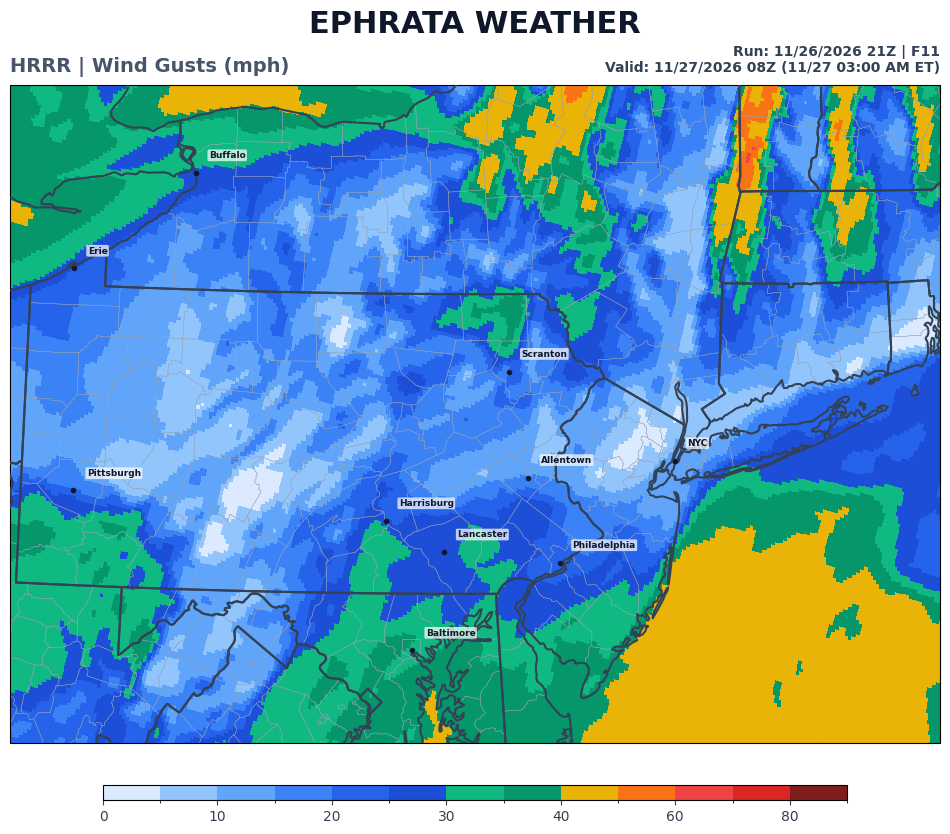 EPHRATA WEATHER
HRRR | Wind Gusts (mph)
Run: 11/26/2026 21Z | F11
Valid: 11/27/2026 08Z (11/27 03:00 AM ET)
Buffalo
Erie
Scranton
NYC
Allentown
Pittsburgh
Harrisburg
Lancaster
Philadelphia
Baltimore
0 10 20 30 40 50 60 70 80